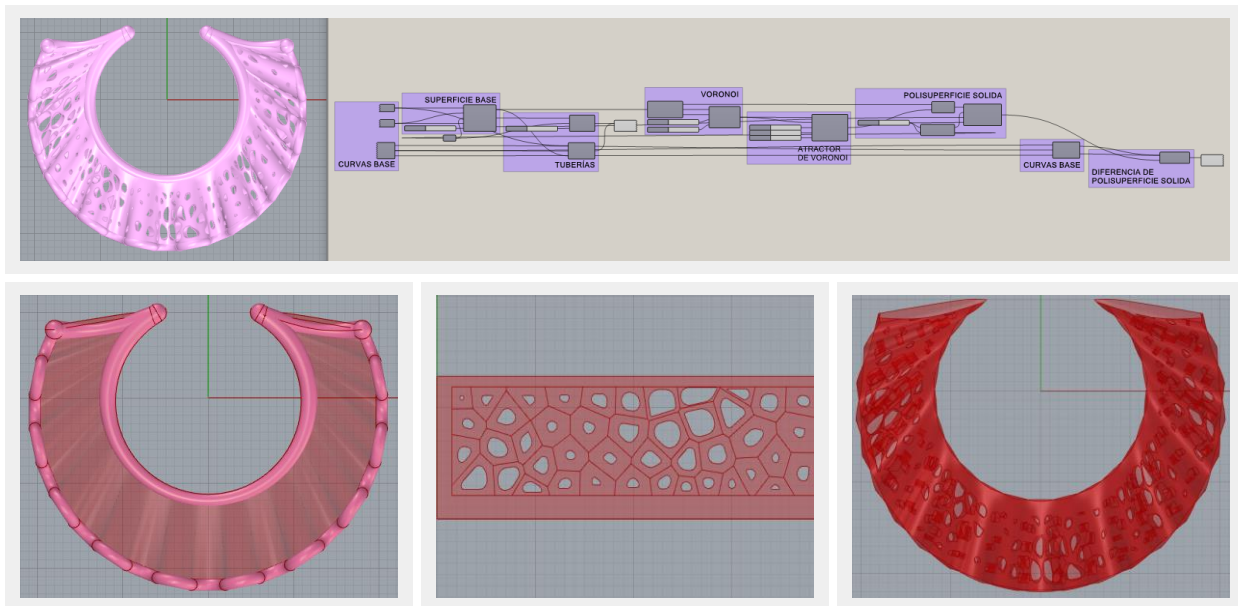 SUPERFICIE BASE
VORONOI
POLISUPERFICIE SOLIDA
CURVAS BASE
TUBERÍAS
ATRACTOR
DE VORONOI
CURVAS BASE
DIFERENCIA DE
POLISUPERFICIE SOLIDA